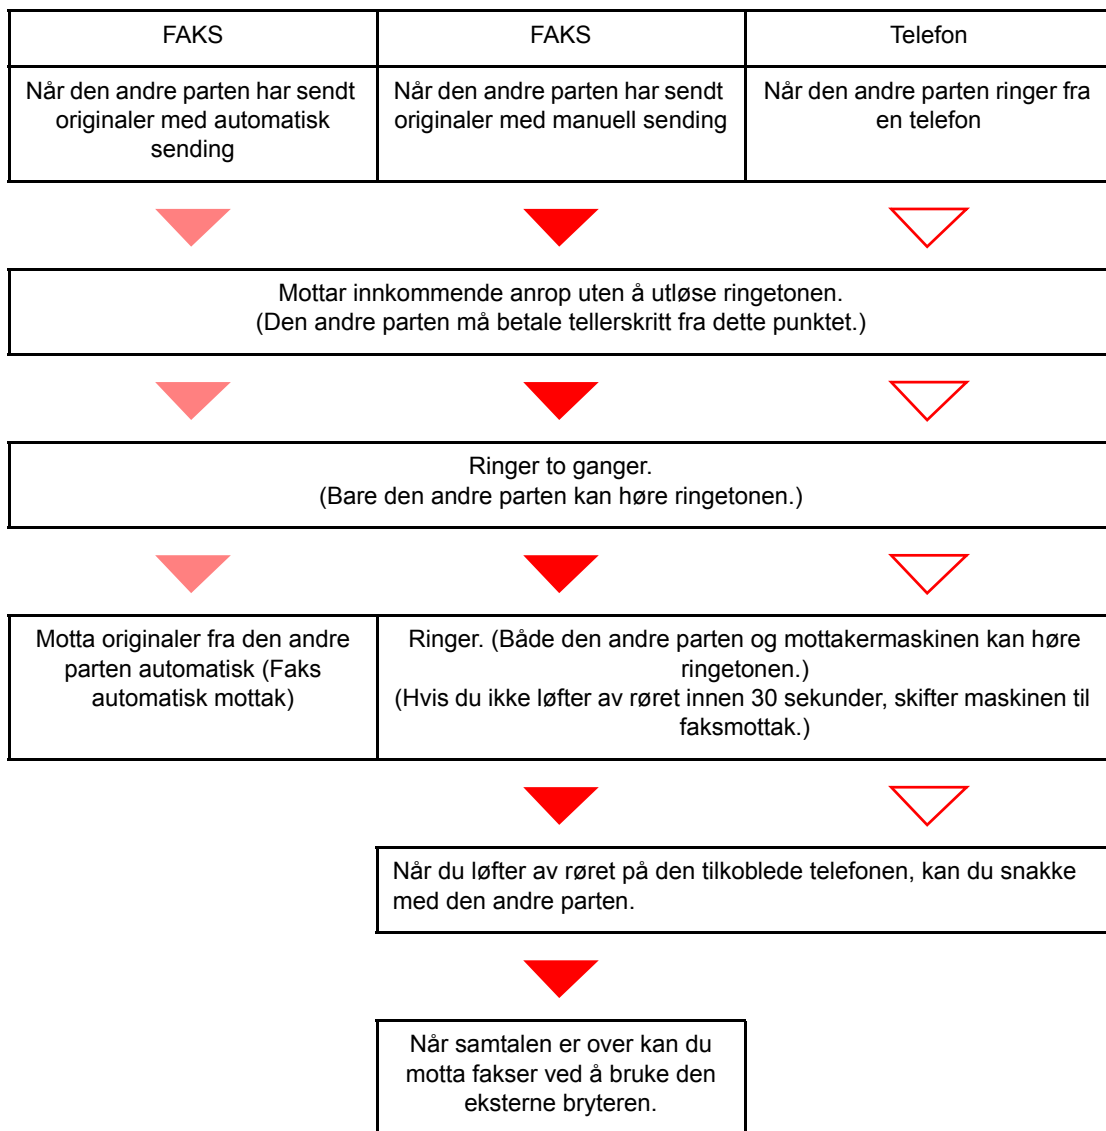 FAKS
FAKS
Telefon
Når den andre parten har sendt
originaler med automatisk
sending
Når den andre parten har sendt
originaler med manuell sending
Når den andre parten ringer fra
en telefon
Mottar innkommende anrop uten å utløse ringetonen.
(Den andre parten må betale tellerskritt fra dette punktet.)
Ringer to ganger.
(Bare den andre parten kan høre ringetonen.)
Motta originaler fra den andre
parten automatisk (Faks
automatisk mottak)
Ringer. (Både den andre parten og mottakermaskinen kan høre
ringetonen.)
(Hvis du ikke løfter av røret innen 30 sekunder, skifter maskinen til
faksmottak.)
Når du løfter av røret på den tilkoblede telefonen, kan du snakke
med den andre parten.
Når samtalen er over kan du
motta fakser ved å bruke den
eksterne bryteren.